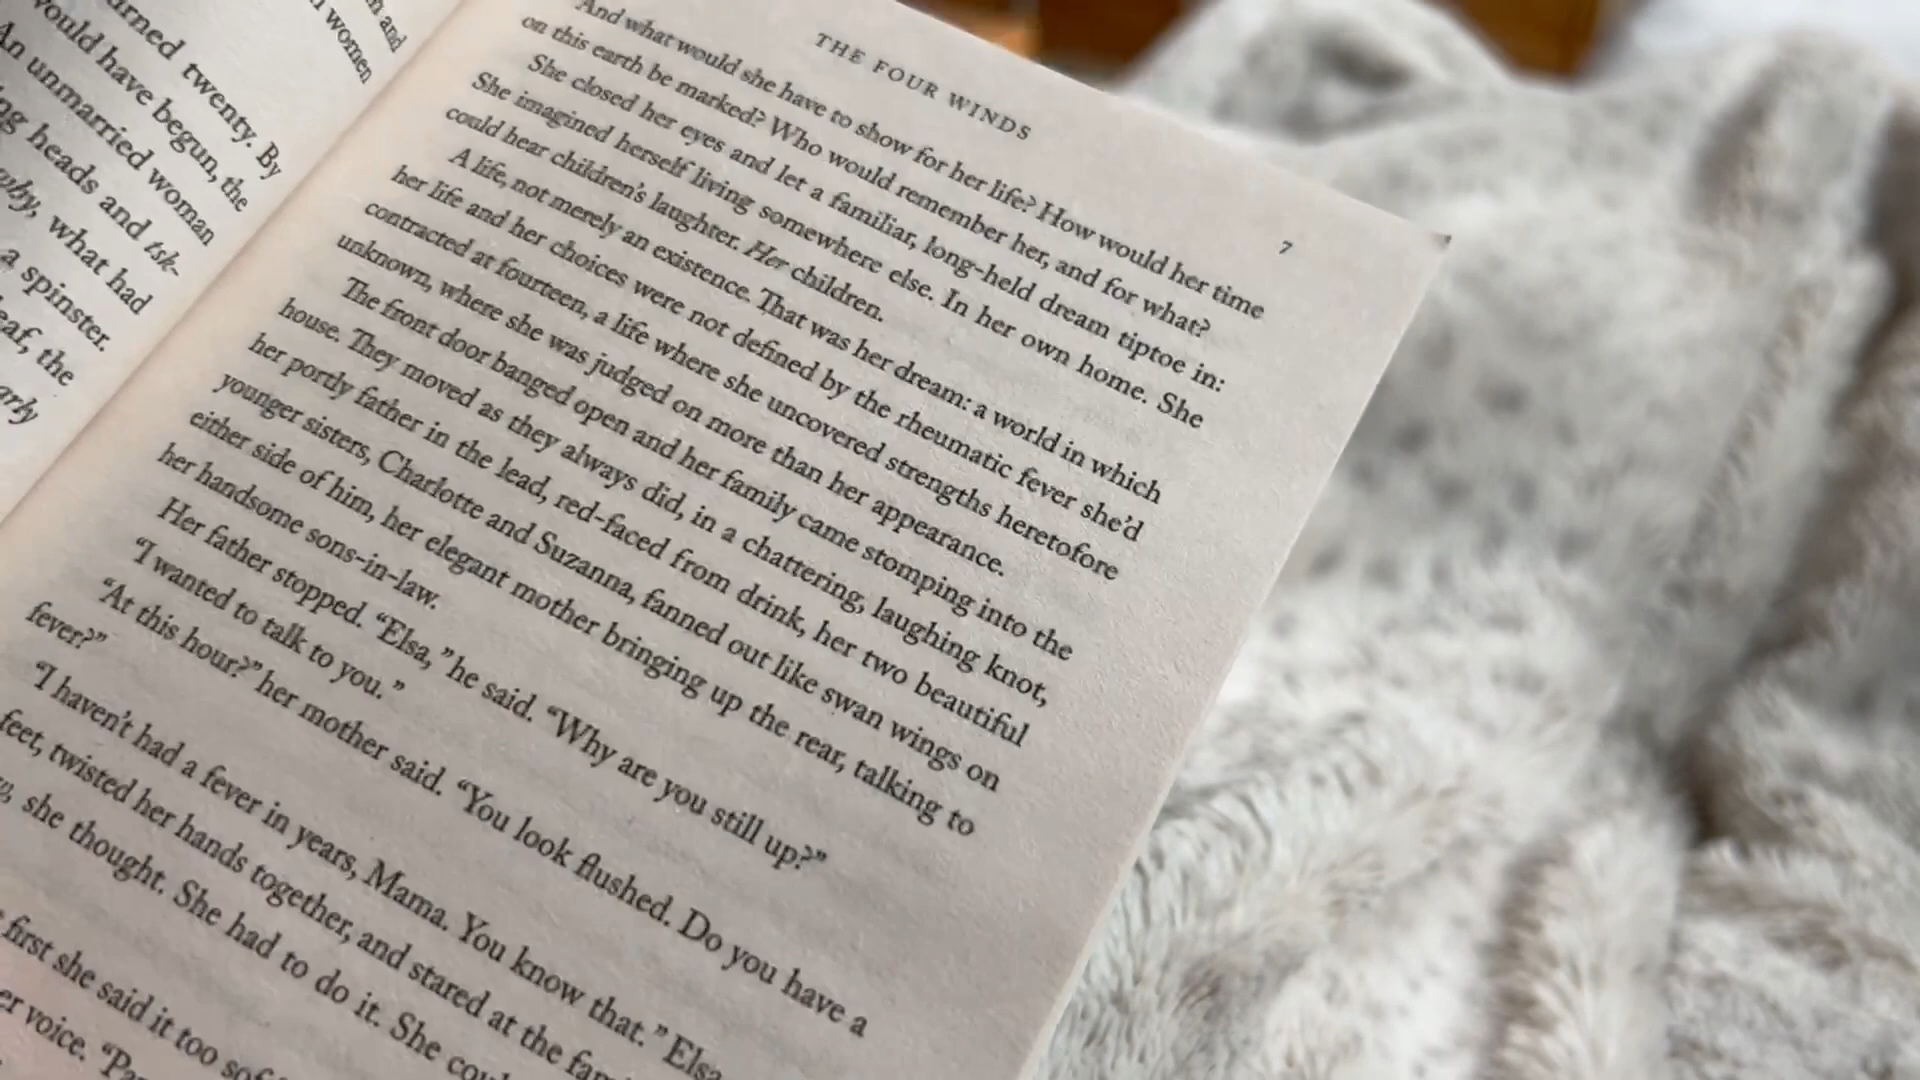 urned twenty. By
would have begun, the
An unmarried woman
ng heads and tsk-
why, what had
a spinster.
eaf, the
arly
and
women
THE FOUR WINDS
7
And what would she have to show for her life? How would her time
on this earth be marked? Who would remember her, and for what?
She closed her eyes and let a familiar, long-held dream tiptoe in:
She imagined herself living somewhere else. In her own home. She
could hear children's laughter. Her children.
A life, not merely an existence. That was her dream: a world in which
her life and her choices were not defined by the rheumatic fever she'd
contracted at fourteen, a life where she uncovered strengths heretofore
unknown, where she was judged on more than her appearance.
The front door banged open and her family came stomping into the
house. They moved as they always did, in a chattering, laughing knot,
her portly father in the lead, red-faced from drink, her two beautiful
younger sisters, Charlotte and Suzanna, fanned out like swan wings on
either side of him, her elegant mother bringing up the rear, talking to
her handsome sons-in-law.
Her father stopped. “Elsa,” he said. “Why are you still up?”
“I wanted to talk to you.”
“At this hour?” her mother said. “You look flushed. Do you have a
fever?”
“I haven't had a fever in years, Mama. You know that.” Elsa
feet, twisted her hands together, and stared at the fam
she thought. She had to do it. She coul
first she said it too sof
er voice. “Pa